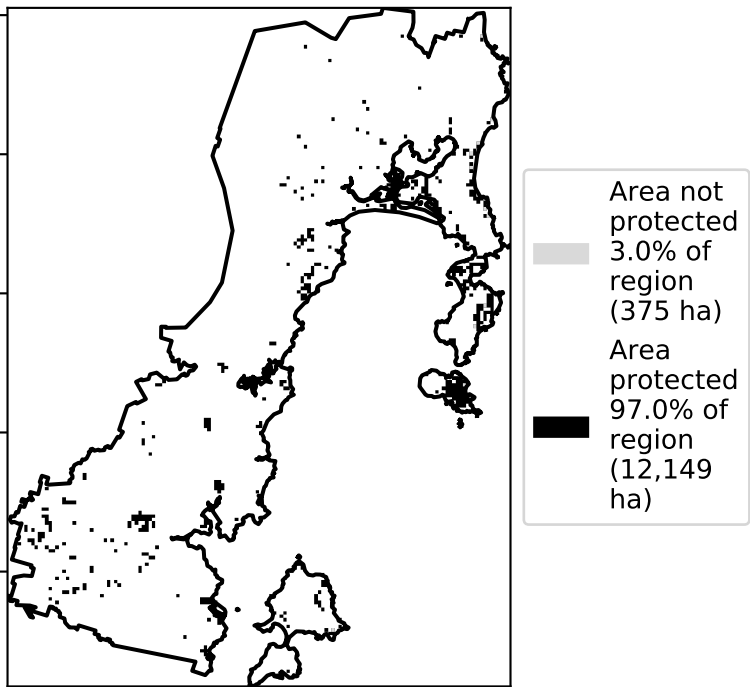 Area not
protected
3.0% of
region
(375 ha)
Area
protected
97.0% of
region
(12,149
ha)